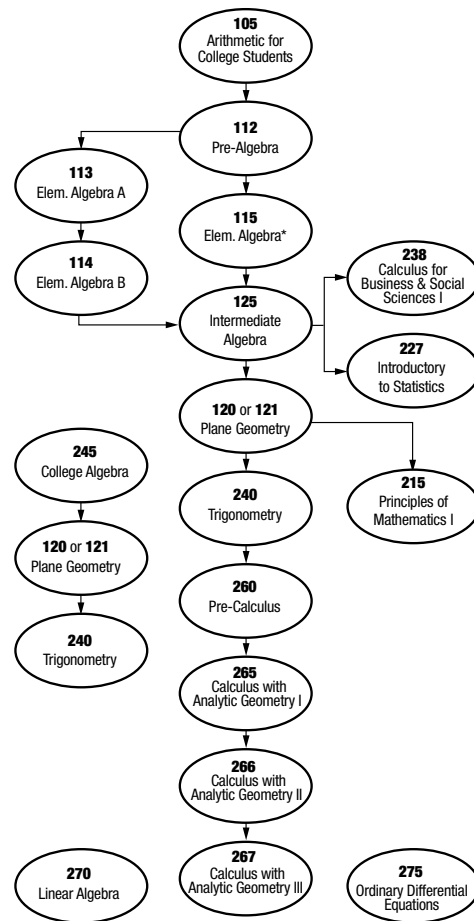 105
Arithmetic for
College Students
112
Pre-Algebra
113
Elem. Algebra A
115
Elem. Algebra*
114
Elem. Algebra B
238
Calculus for
Business & Social
Sciences I
125
Intermediate
Algebra
227
Introductory
to Statistics
120 or 121
Plane Geometry
245
College Algebra
240
Trigonometry
215
Principles of
Mathematics I
120 or 121
Plane Geometry
260
Pre-Calculus
240
Trigonometry
265
Calculus with
Analytic Geometry I
266
Calculus with
Analytic Geometry II
270
Linear Algebra
267
Calculus with
Analytic Geometry III
275
Ordinary Differential
Equations